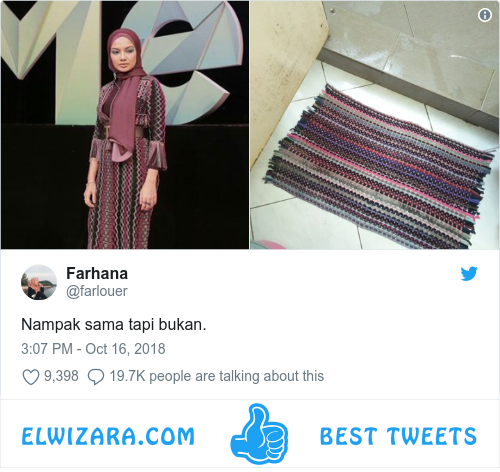 Farhana
@farlouer
Nampak sama tapi bukan.
3:07 PM - Oct 16, 2018
9,398 19.7K people are talking about this
ELWIZARA.COM BEST TWEETS